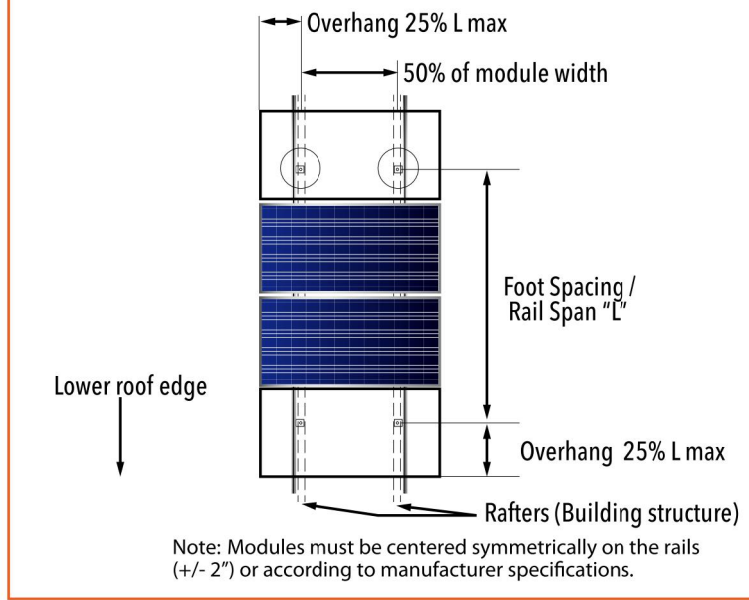 Overhang 25% L max
50% of module width
Foot Spacing /
Rail Span “L”
Lower roof edge
Overhang 25% L max
Rafters (Building structure)
Note: Modules must be centered symmetrically on the rails
(+/- 2”) or according to manufacturer specifications.